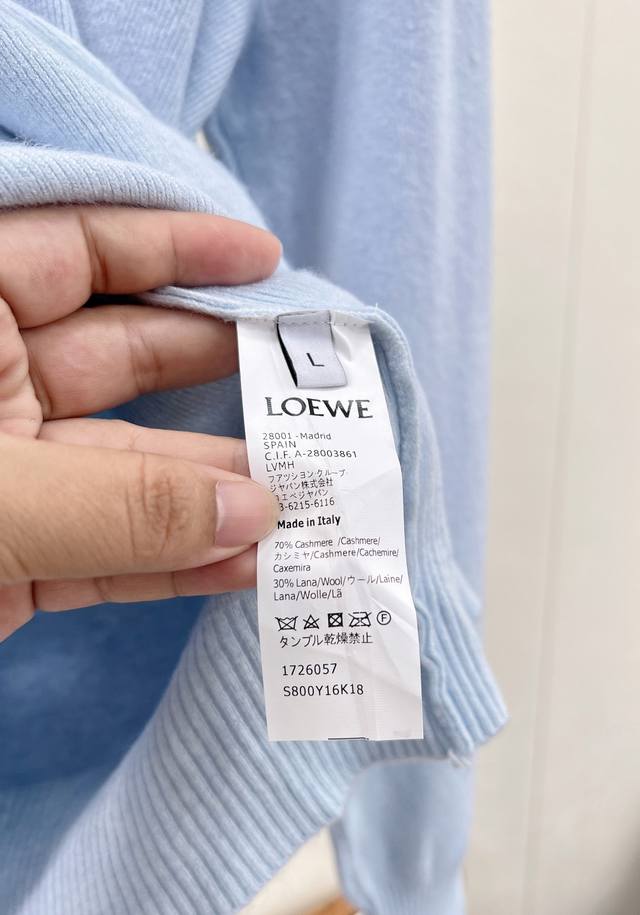 L
LOEWE
28001 - Madrid
SPAIN
C.I.F. A-28003861
LVMH
ファッション・グループ
ジャパン株式会社
ロエベジャパン
3-6215-6116
Made in Italy
70% Cashmere /Cashmere/
カシミヤ/Cashmere/Cachemire/
Caxemira
30% Lana/Wool/ウール/Laine/
Lana/Wolle/Lã
F
タンブル乾燥禁止
1726057
S800Y16K18